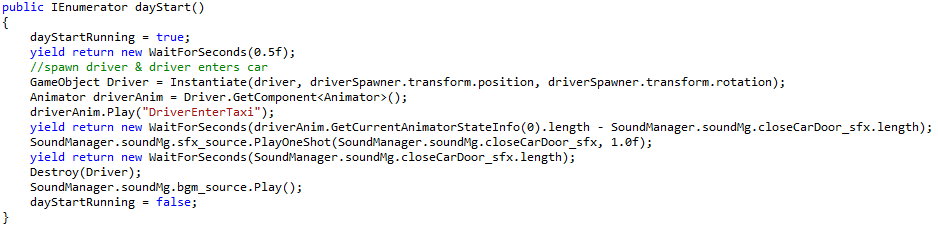 public IEnumerator dayStart()
{
    dayStartRunning = true;
    yield return new WaitForSeconds(0.5f);
    //spawn driver & driver enters car
    GameObject Driver = Instantiate(driver, driverSpawner.transform.position, driverSpawner.transform.rotation);
    Animator driverAnim = Driver.GetComponent<Animator>();
    driverAnim.Play("DriverEnterTaxi");
    yield return new WaitForSeconds(driverAnim.GetCurrentAnimatorStateInfo(0).length - SoundManager.soundMg.closeCarDoor_sfx.length);
    SoundManager.soundMg.sfx_source.PlayOneShot(SoundManager.soundMg.closeCarDoor_sfx, 1.0f);
    yield return new WaitForSeconds(SoundManager.soundMg.closeCarDoor_sfx.length);
    Destroy(Driver);
    SoundManager.soundMg.bgm_source.Play();
    dayStartRunning = false;
}